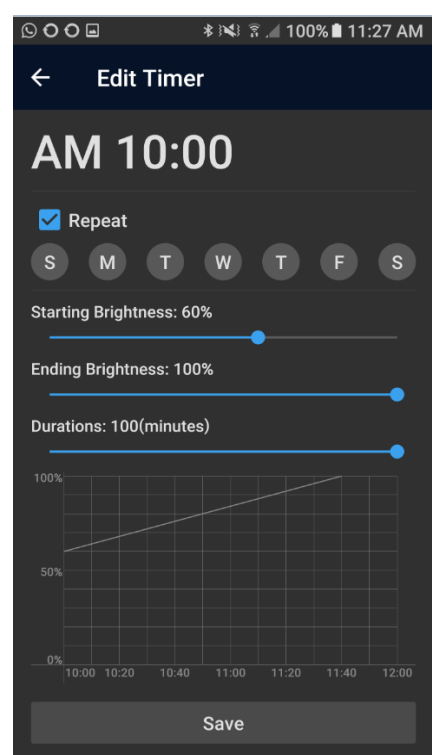 100% 11:27 AM
Edit Timer
AM 10:00
Repeat
S M T W T F S
Starting Brightness: 60%
Ending Brightness: 100%
Durations: 100(minutes)
100%
50%
0%
10:00 10:20 10:40 11:00 11:20 11:40 12:00
Save